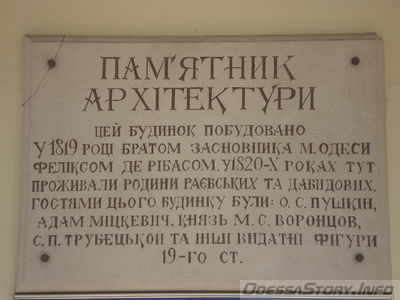 ПАМ'ЯТНИК
АРХІТЕКТУРИ
ЦЕЙ БУДИНОК ПОБУДОВАНО
У 1819 РОЦІ БРАТОМ ЗАСНОВНИКА М. ОДЕСИ
ФЕЛІКСОМ ДЕ РІБАСОМ. У 1820-Х РОКАХ ТУТ
ПРОЖИВАЛИ РОДИНИ РАЄВСЬКИХ ТА ДАВИДОВИХ.
ГОСТЯМИ ЦЬОГО БУДИНКУ БУЛИ: О. С. ПУШКІН,
АДАМ МІЦКЕВИЧ, КНЯЗЬ М. С. ВОРОНЦОВ,
С. П. ТРУБЕЦЬКОЙ ТА ІНШІ ВИДАТНІ ФІГУРИ
19-ГО СТ.
OdessaStory.Info